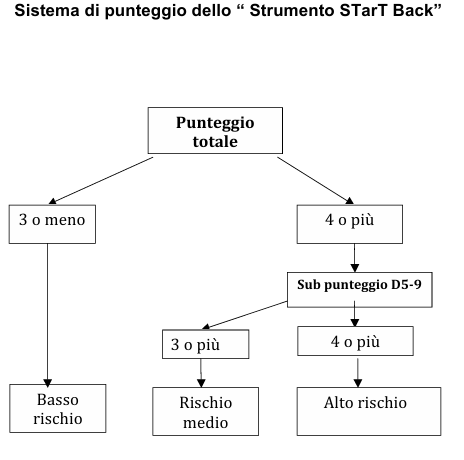 Sistema di punteggio dello “ Strumento STarT Back”
Punteggio
totale
3 o meno
4 o più
Sub punteggio D5-9
3 o più
4 o più
Basso
rischio
Rischio
medio
Alto rischio